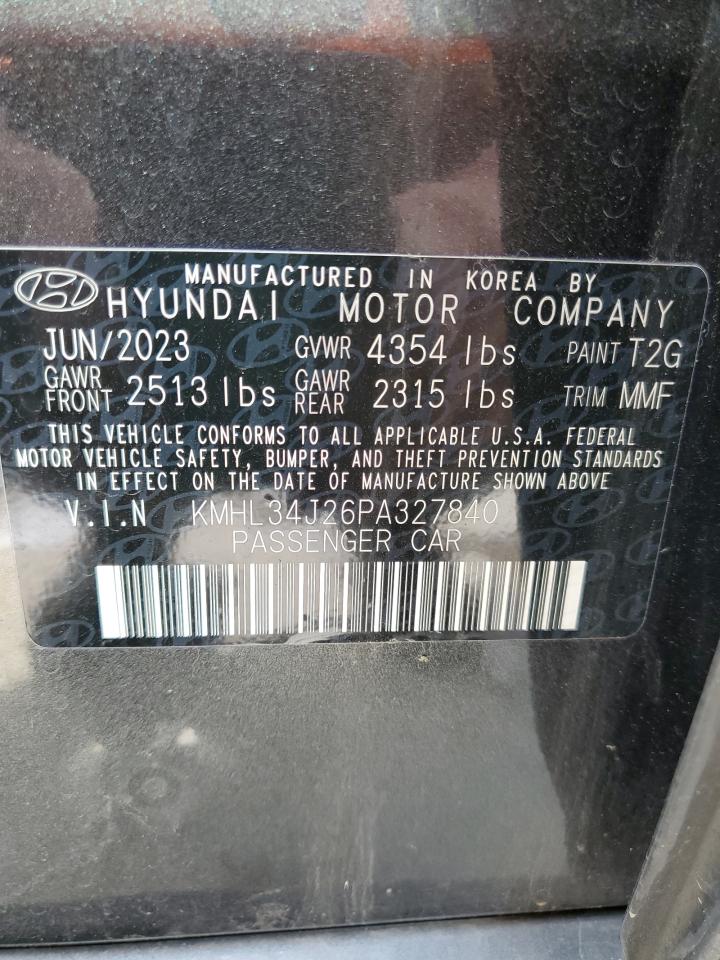 MANUFACTURED IN KOREA BY
HYUNDAI MOTOR COMPANY
JUN/2023 GVWR 4354 lbs PAINT T2G
GAWR FRONT 2513 lbs GAWR REAR 2315 lbs TRIM MMF
THIS VEHICLE CONFORMS TO ALL APPLICABLE U.S.A. FEDERAL
MOTOR VEHICLE SAFETY, BUMPER, AND THEFT PREVENTION STANDARDS
IN EFFECT ON THE DATE OF MANUFACTURE SHOWN ABOVE
V.I.N KMHL34J26PA327840
PASSENGER CAR